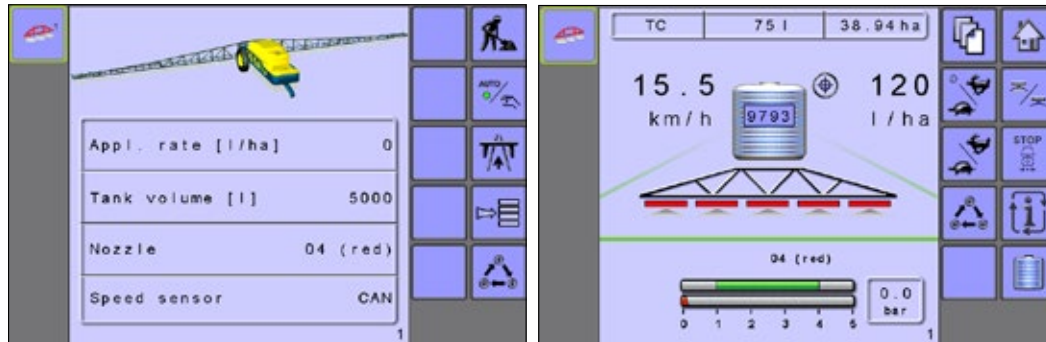 Appl. rate [l/ha] 0
Tank volume [l] 5000
Nozzle 04 (red)
Speed sensor CAN
1
AUTO
TC 75 l 38.94ha
15.5 120
km/h l/ha
9793
STOP
04 (red)
0.0
bar
0 1 2 3 4 5
1